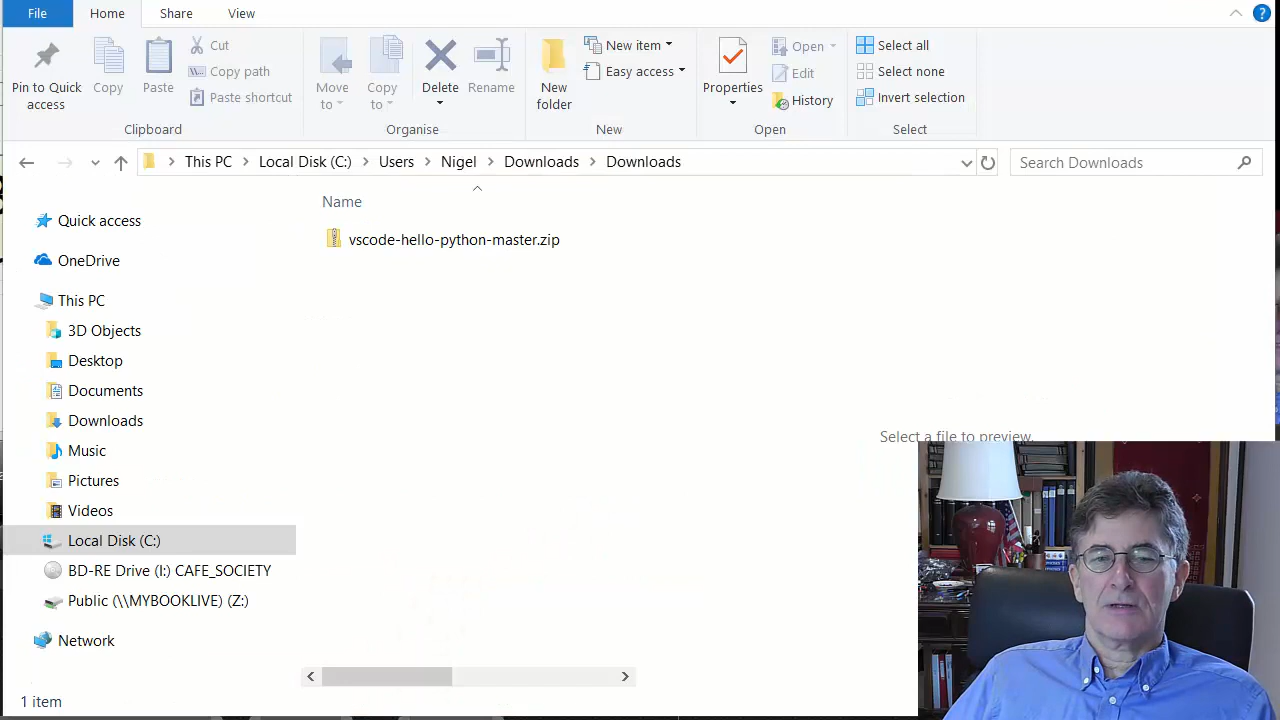 File Home Share View
Pin to Quick access
Copy
Paste
Cut
Copy path
Paste shortcut
Clipboard
Move to
Copy to
Delete
Rename
Organise
New folder
New item
Easy access
New
Properties
Open
Edit
History
Open
Select all
Select none
Invert selection
Select
This PC Local Disk (C:) Users Nigel Downloads Downloads
Search Downloads
Name
vscode-hello-python-master.zip
Quick access
OneDrive
This PC
3D Objects
Desktop
Documents
Downloads
Music
Pictures
Videos
Local Disk (C:)
BD-RE Drive (I:) CAFE_SOCIETY
Public (\\MYBOOKLIVE) (Z:)
Network
Select a file to preview.
1 item